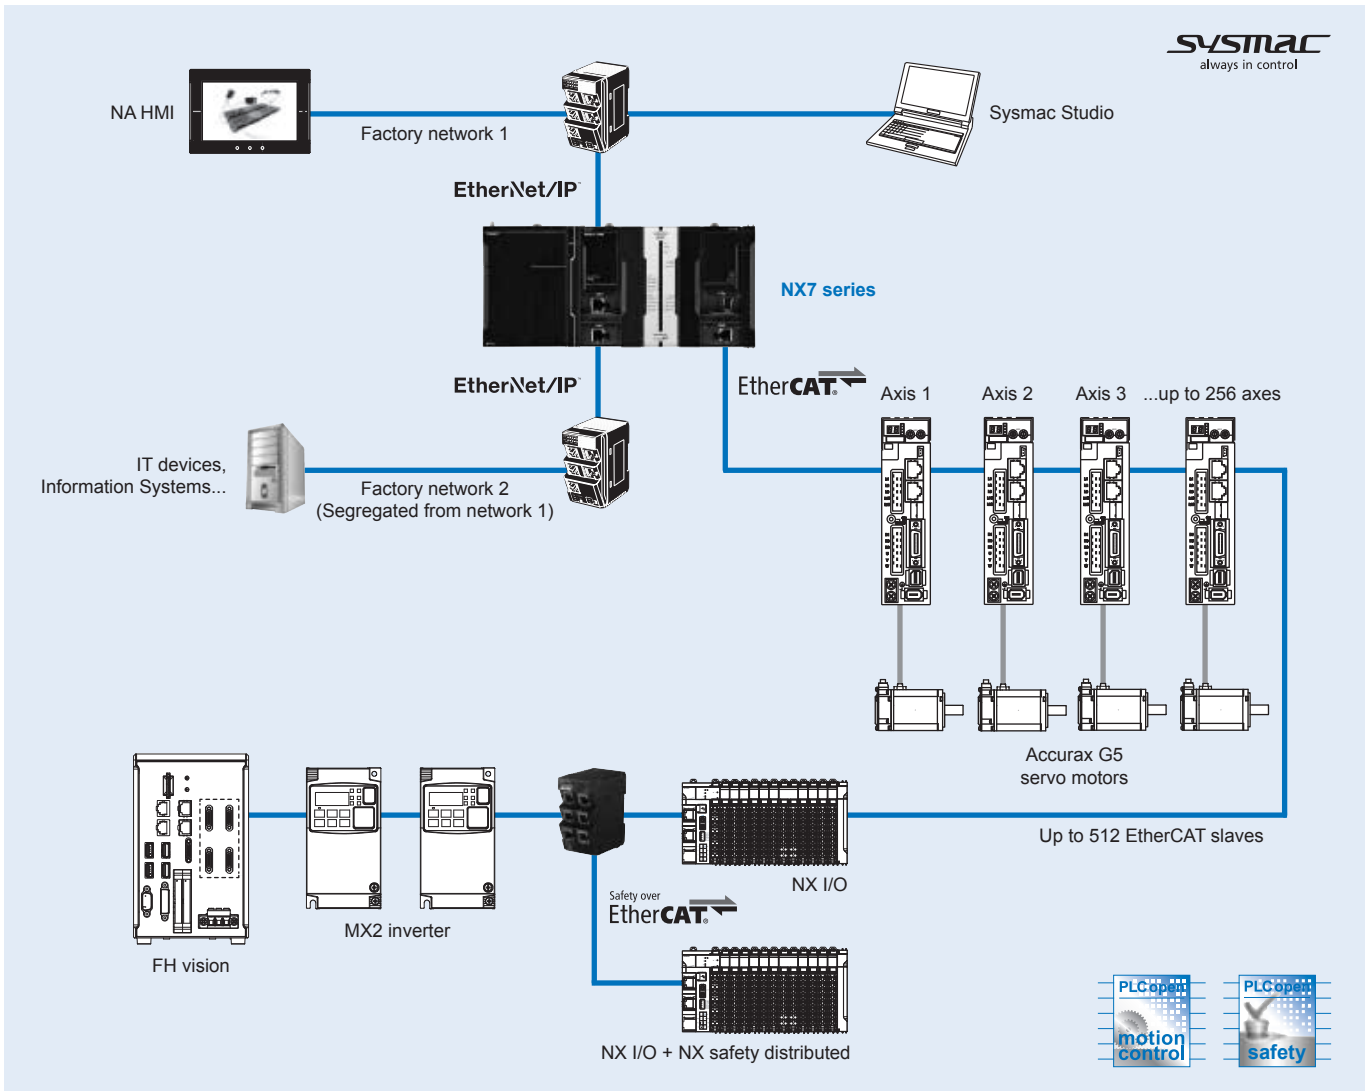 sysmac
always in control
NA HMI
Factory network 1
Sysmac Studio
EtherNet/IP™
NX7 series
EtherNet/IP™
EtherCAT®
Axis 1
Axis 2
Axis 3
...up to 256 axes
IT devices,
Information Systems...
Factory network 2
(Segregated from network 1)
Accurax G5
servo motors
Up to 512 EtherCAT slaves
NX I/O
MX2 inverter
FH vision
Safety over
EtherCAT®
NX I/O + NX safety distributed
PLCopen
motion
control
PLCopen
safety